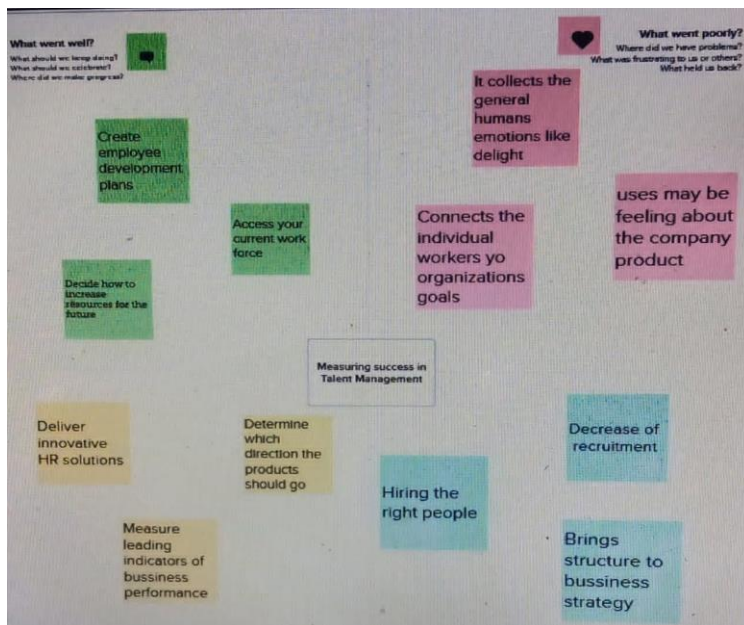 What went well?
What should we keep doing?
What should we celebrate?
Where did we make progress?
What went poorly?
Where did we have problems?
What was frustrating to us or others?
What held us back?
Create
employee
development
plans
Access your
current work
force
Decide how to
increase
resources for the
future
It collects the
general
humans
emotions like
delight
Connects the
individual
workers yo
organizations
goals
uses may be
feeling about
the company
product
Measuring success in
Talent Management
Deliver
innovative
HR solutions
Determine
which
direction the
products
should go
Measure
leading
indicators of
bussiness
performance
Hiring the
right people
Decrease of
recruitment
Brings
structure to
bussiness
strategy